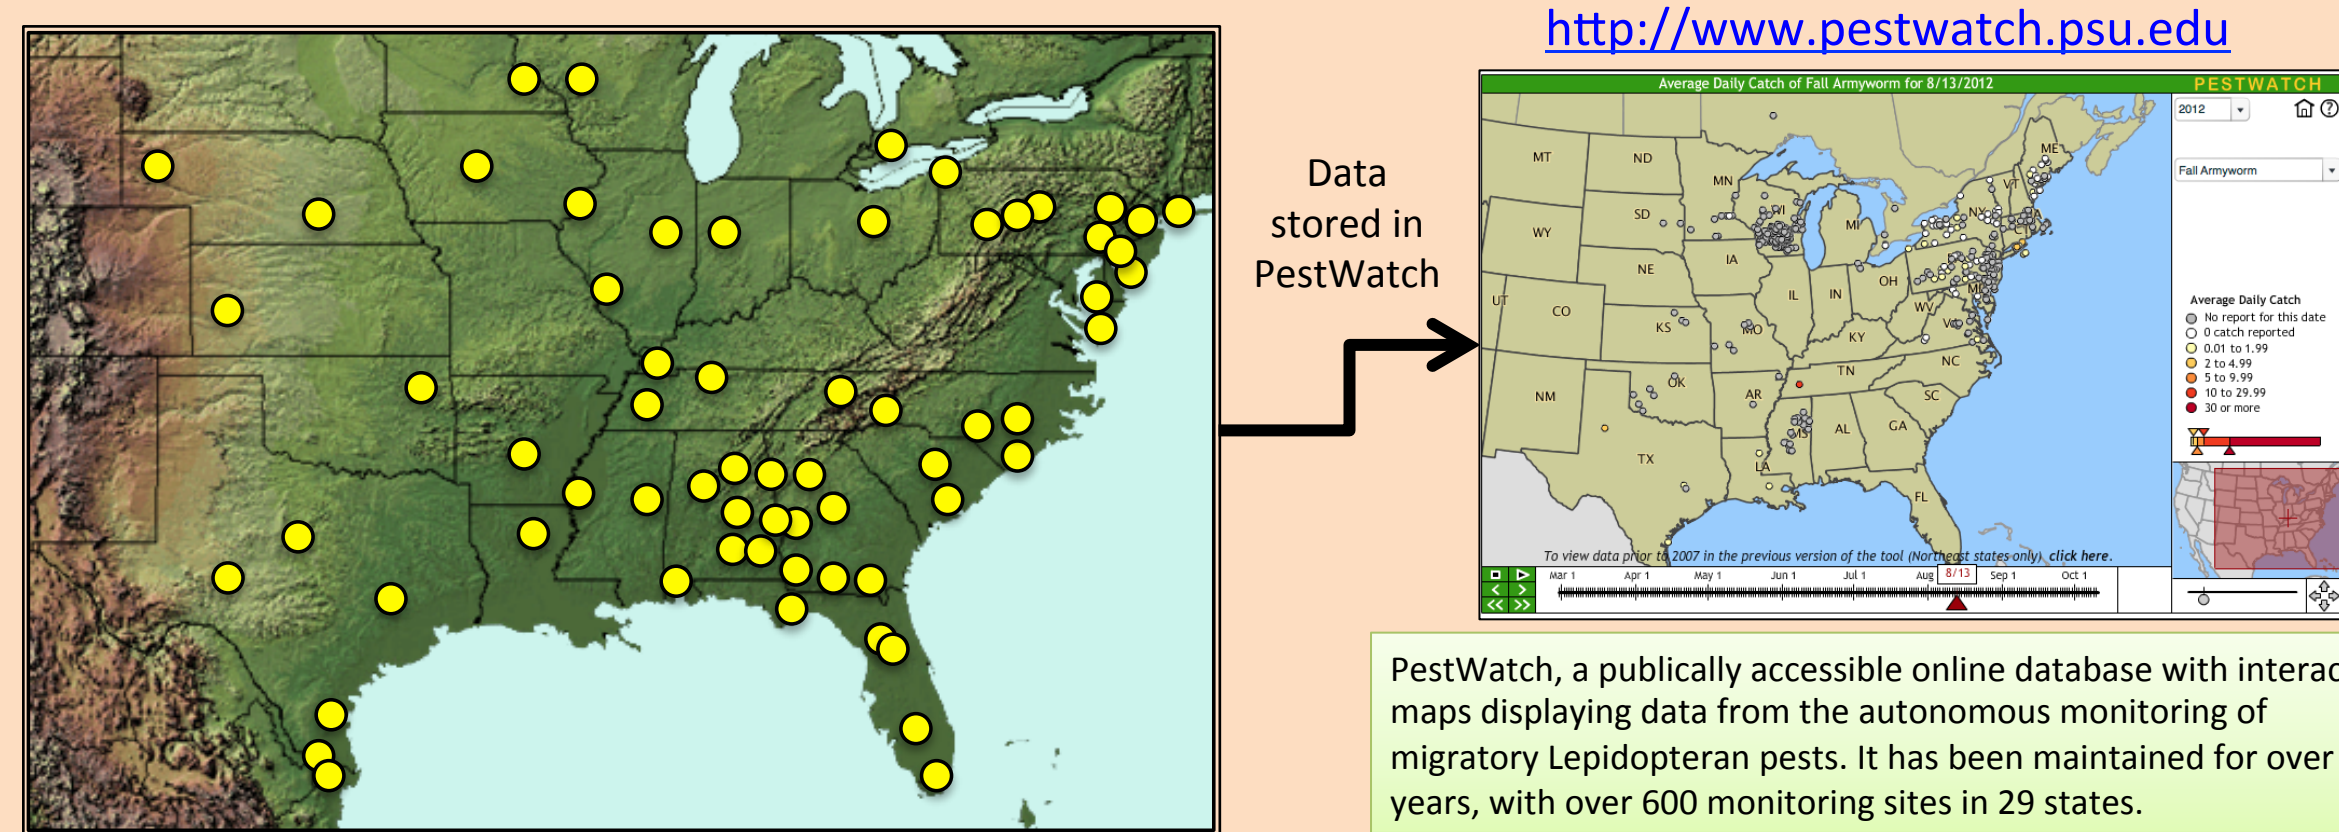 http://www.pestwatch.psu.edu
Data
stored in
PestWatch
Average Daily Catch of Fall Armyworm for 8/13/2012
PESTWATCH
2012
Fall Armyworm
MT
ND
MN
ME
VT
SD
WI
NY
WY
MI
CT
IA
NE
OH
UT
CO
IL
IN
WV
KS
MO
KY
NC
TN
OK
NM
AR
SC
MS
AL
GA
TX
LA
FL
Average Daily Catch
No report for this date
0 catch reported
0.01 to 1.99
2 to 4.99
5 to 9.99
10 to 29.99
30 or more
To view data prior to 2007 in the previous version of the tool (Northeast states only) click here.
Mar 1 Apr 1 May 1 Jun 1 Jul 1 Aug 8/13 Sep 1 Oct 1
PestWatch, a publically accessible online database with interac
maps displaying data from the autonomous monitoring of
migratory Lepidopteran pests. It has been maintained for over
years, with over 600 monitoring sites in 29 states.